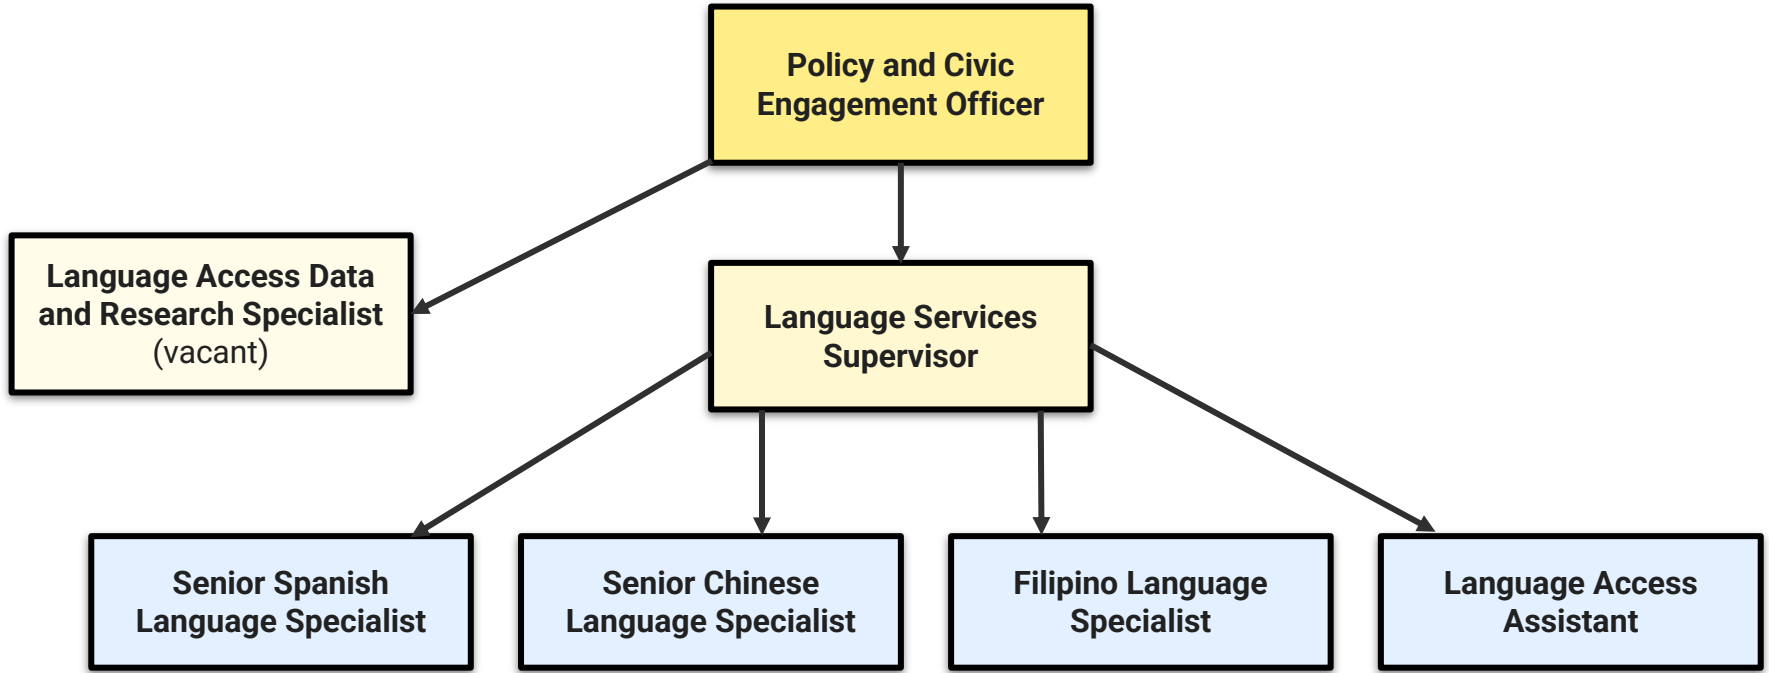 Policy and Civic
Engagement Officer
Language Access Data
and Research Specialist
(vacant)
Language Services
Supervisor
Senior Spanish
Language Specialist
Senior Chinese
Language Specialist
Filipino Language
Specialist
Language Access
Assistant